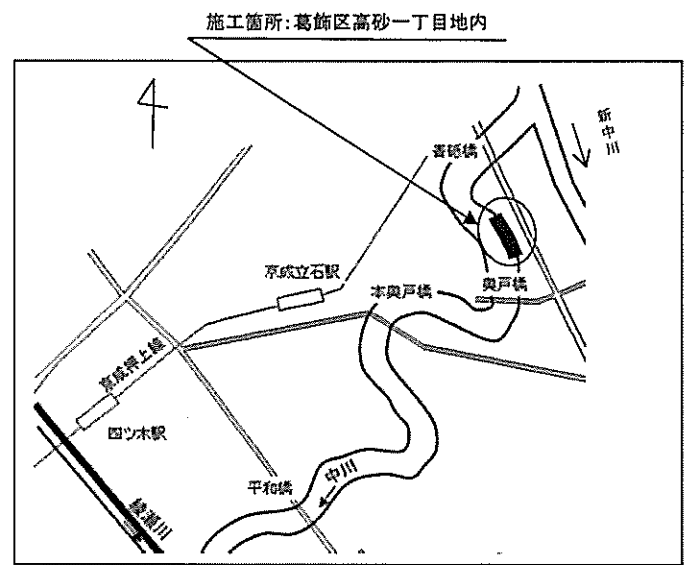 施工箇所:葛飾区高砂一丁目地内
新中川
青砥橋
京成立石駅
本奥戸橋
奥戸橋
京成押上線
四ツ木駅
平和橋
中川
綾瀬川